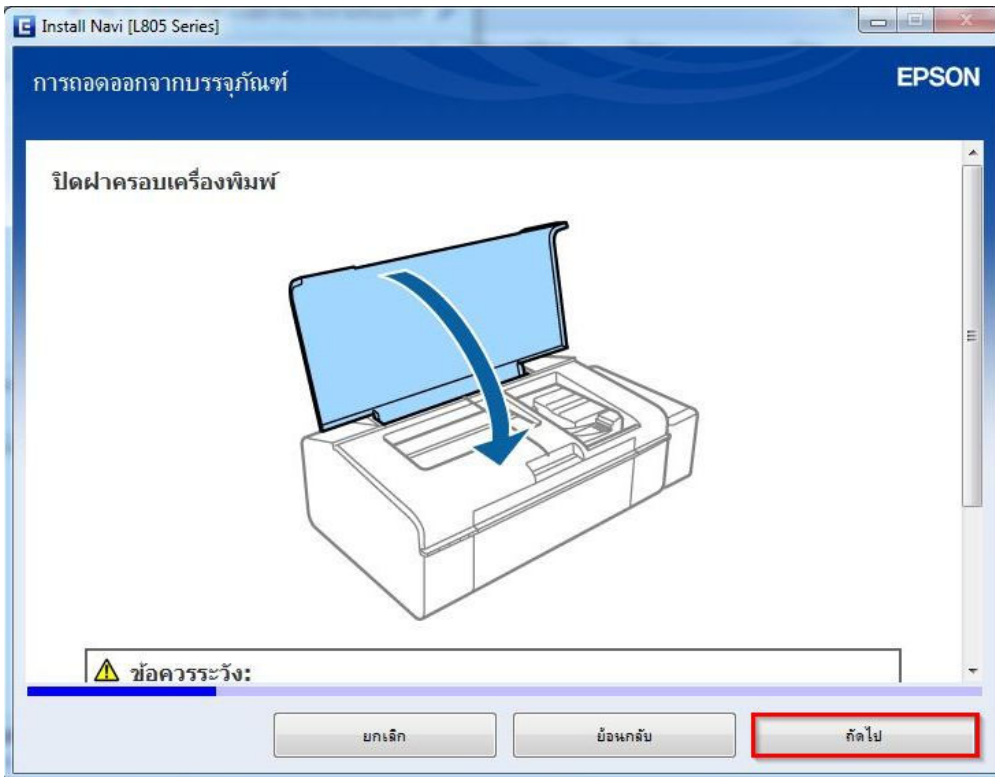 Install Navi [L805 Series]
การถอดออกจากบรรจุภัณฑ์
EPSON
ปิดฝาครอบเครื่องพิมพ์
ข้อควรระวัง:
ยกเลิก
ย้อนกลับ
ถัดไป